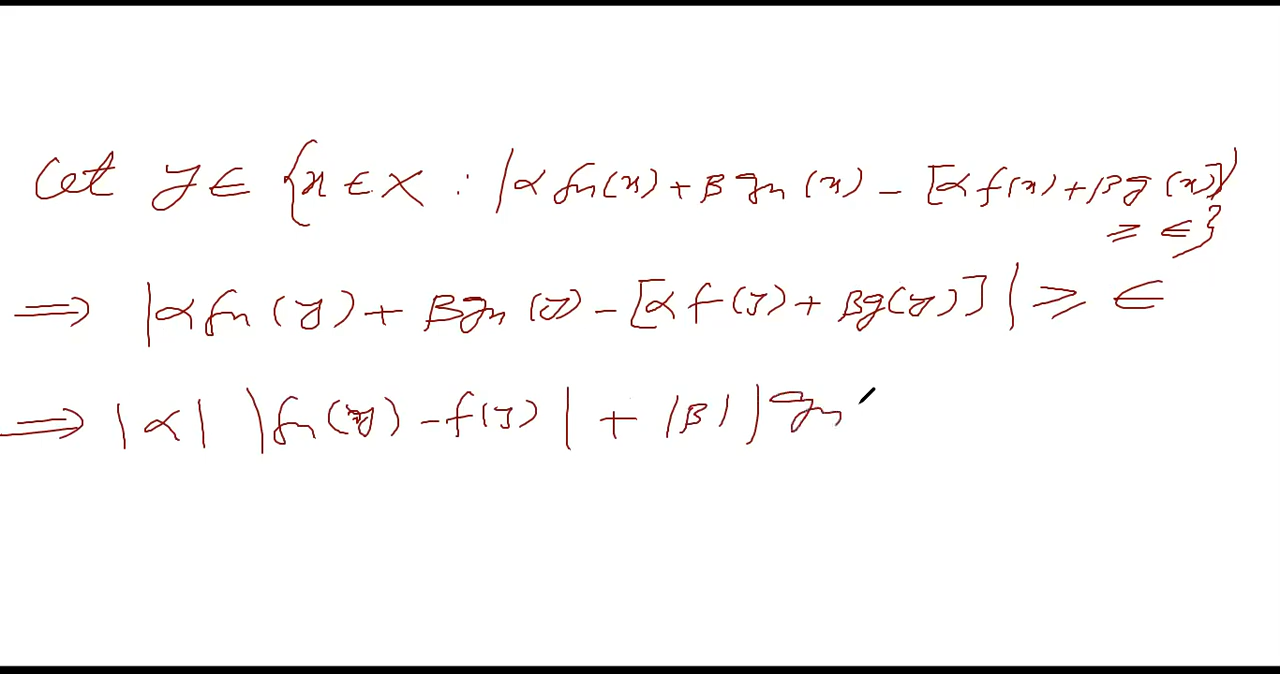 Let y ∈ {x ∈ X : |α fn(x) + β gn(x) - [α f(x) + β g(x)]|
≥ ∈}
⇒ |α fn(y) + β gn(y) - [α f(y) + β g(y)]| ≥ ∈
⇒ |α| |fn(y) - f(y)| + |β| |gn